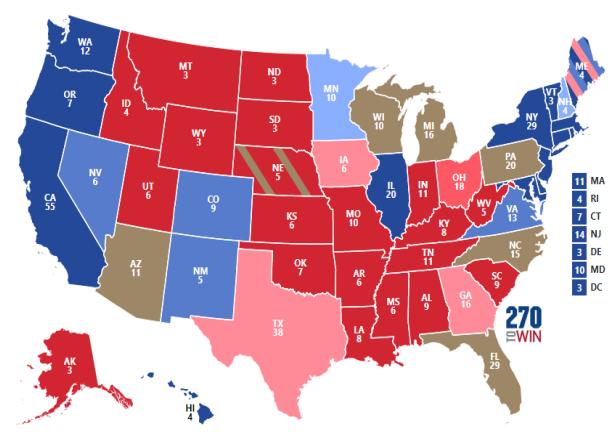 WA
12
OR
7
CA
55
NV
6
ID
4
MT
3
WY
3
UT
6
AZ
11
CO
9
NM
5
ND
3
SD
3
NE
5
KS
6
OK
7
TX
38
MN
10
IA
6
MO
10
AR
6
LA
8
WI
10
IL
20
MI
16
IN
11
OH
18
KY
8
TN
11
MS
6
AL
9
GA
16
FL
29
SC
9
NC
15
VA
13
WV
5
PA
20
NY
29
VT
3
NH
4
ME
4
11 MA
4 RI
7 CT
14 NJ
3 DE
10 MD
3 DC
AK
3
HI
4
270
TO WIN